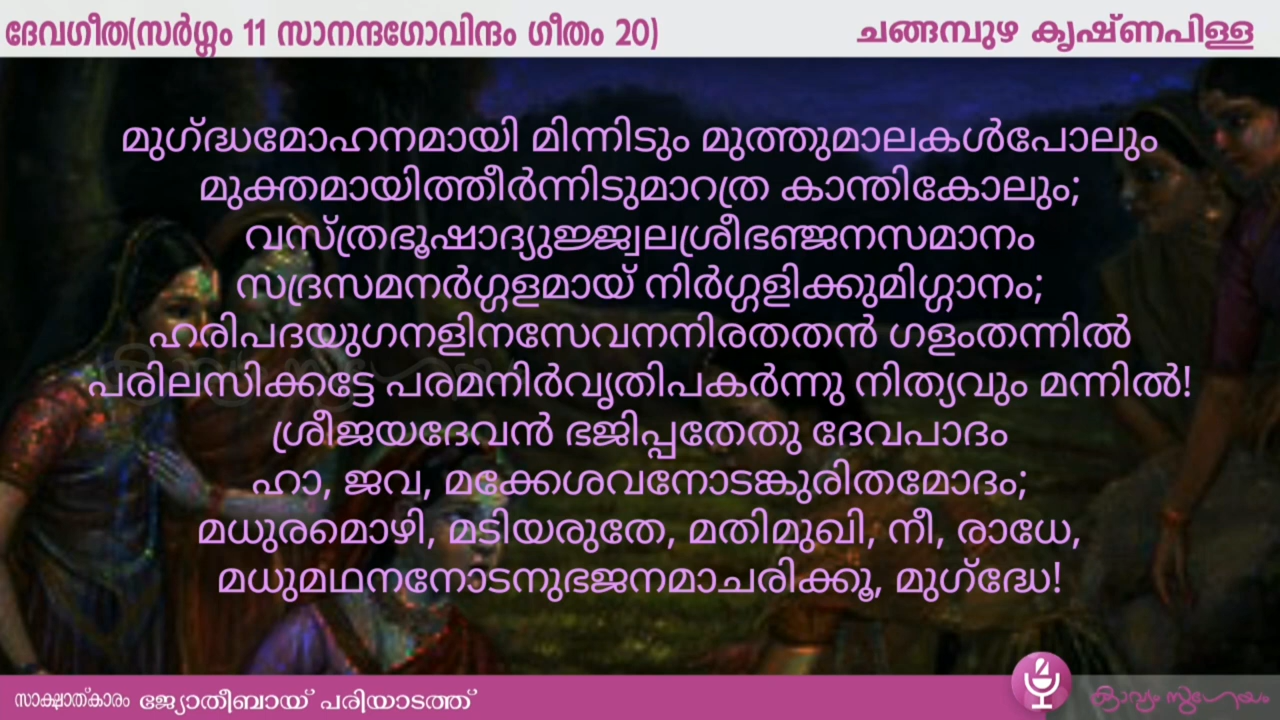 ദേവഗീത(സർഗ്ഗം 11 സാനന്ദഗോവിന്ദം ഗീതം 20)
ചങ്ങമ്പുഴ കൃഷ്ണപിള്ള
മുഗ്ദ്ധമോഹനമായി മിന്നിടും മുത്തുമാലകൾപോലും
മുക്തമായിത്തീർന്നിടുമാറത്ര കാന്തികോലും;
വസ്ത്രഭൂഷാദ്യുജ്ജ്വലശ്രീഭഞ്ജനസമാനം
സദ്രസമനർഗ്ഗളമായ് നിർഗ്ഗളിക്കുമിഗ്ഗാനം;
ഹരിപദയുഗനളിനസേവനനിരതതൻ ഗളംതന്നിൽ
പരിലസിക്കട്ടേ പരമനിർവൃതിപകർന്നു നിത്യവും മന്നിൽ!
ശ്രീജയദേവൻ ഭജിപ്പതേതു ദേവപാദം
ഹാ, ജവ, മക്കേശവനോടങ്കുരിതമോദം;
മധുരമൊഴി, മടിയരുതേ, മതിമുഖി, നീ, രാധേ,
മധുമഥനനോടനുഭജനമാചരിക്കൂ, മുഗ്ദ്ധേ!
സാക്ഷാത്കാരം ജ്യോതീബായ് പരിയാടത്ത്
കാവ്യം സുഗേയം